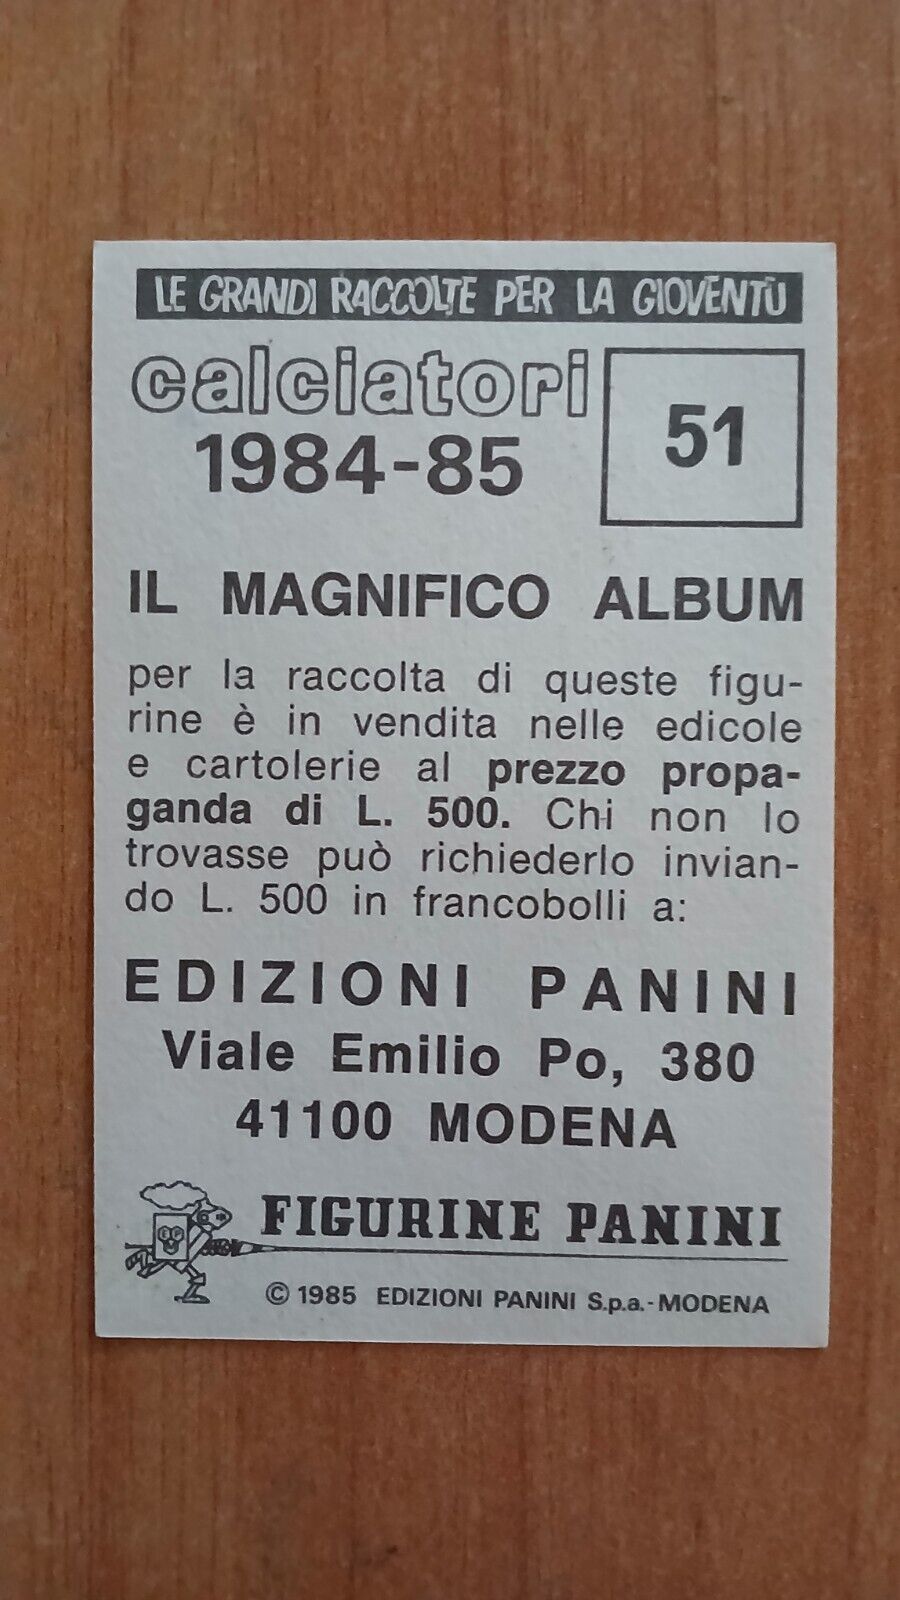 LE GRANDI RACCOLTE PER LA GIOVENTÙ
calciatori
1984-85
51
IL MAGNIFICO ALBUM
per la raccolta di queste figu-
rine è in vendita nelle edicole
e cartolerie al prezzo propa-
ganda di L. 500. Chi non lo
trovasse può richiederlo invian-
do L. 500 in francobolli a:
EDIZIONI PANINI
Viale Emilio Po, 380
41100 MODENA
FIGURINE PANINI
© 1985 EDIZIONI PANINI S.p.a.-MODENA